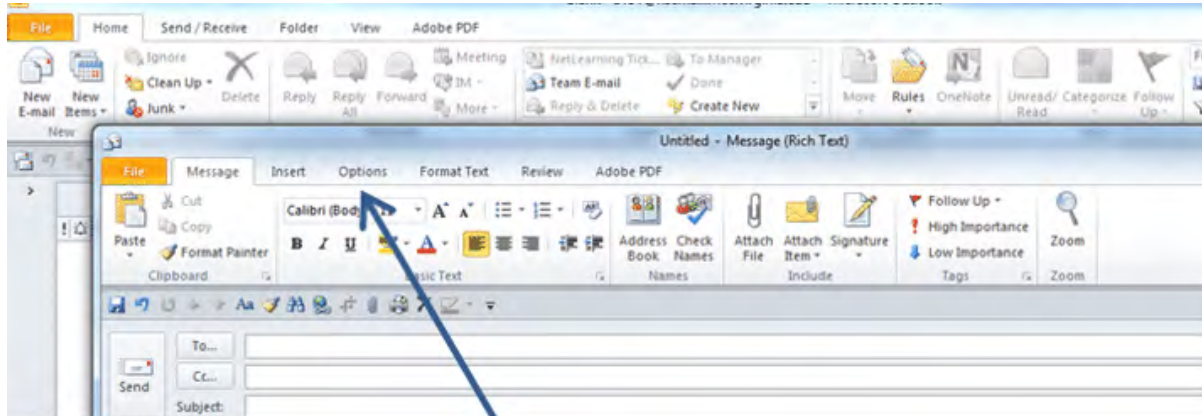 File Home Send / Receive Folder View Adobe PDF
Ignore Meeting NetLearning Tick... To Manager
Clean Up IM Team E-mail Done
New E-mail New Items Junk Delete Reply Reply All Forward More Reply & Delete Create New Move Rules OneNote Unread/ Read Categorize Follow Up
New
Untitled - Message (Rich Text)
File Message Insert Options Format Text Review Adobe PDF
Cut Calibri (Body Follow Up
Copy High Importance
Paste Format Painter B I U Address Book Check Names Attach File Attach Item Signature Low Importance Zoom
Clipboard Text Names Include Tags Zoom
To...
Cc...
Send
Subject: